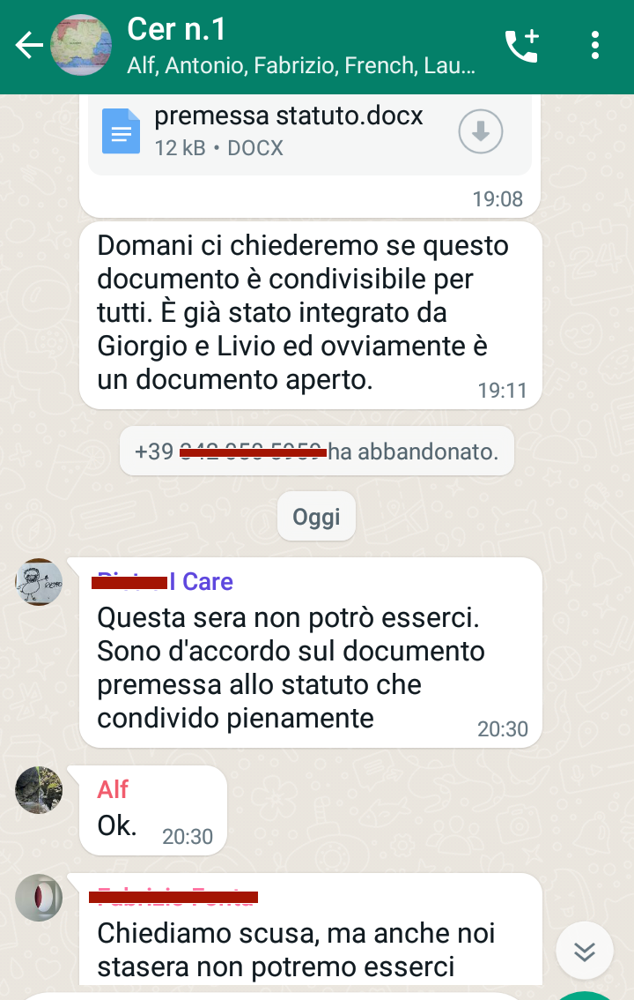 Cer n.1
Alf, Antonio, Fabrizio, French, Lau...
premessa statuto.docx
12 kB • DOCX
19:08
Domani ci chiederemo se questo
documento è condivisibile per
tutti. È già stato integrato da
Giorgio e Livio ed ovviamente è
un documento aperto.
19:11
+39 ha abbandonato.
Oggi
I Care
Questa sera non potrò esserci.
Sono d'accordo sul documento
premessa allo statuto che
condivido pienamente
20:30
Alf
Ok.
20:30
Chiediamo scusa, ma anche noi
stasera non potremo esserci